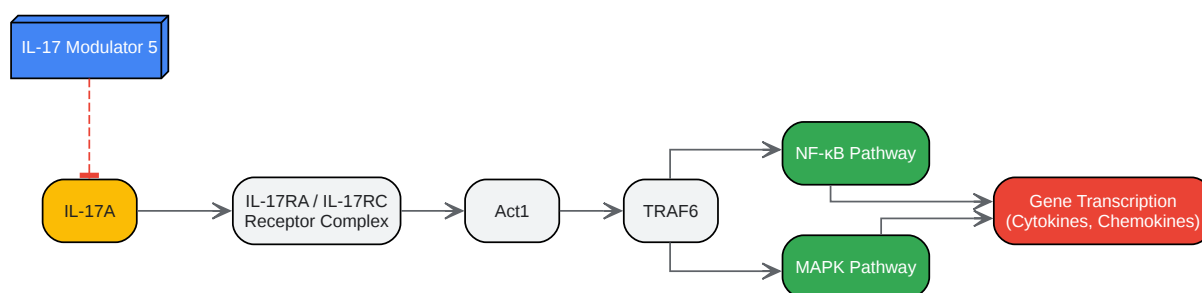 IL-17 Modulator 5
IL-17A
IL-17RA / IL-17RC
Receptor Complex
Act1
TRAF6
NF-κB Pathway
MAPK Pathway
Gene Transcription
(Cytokines, Chemokines)